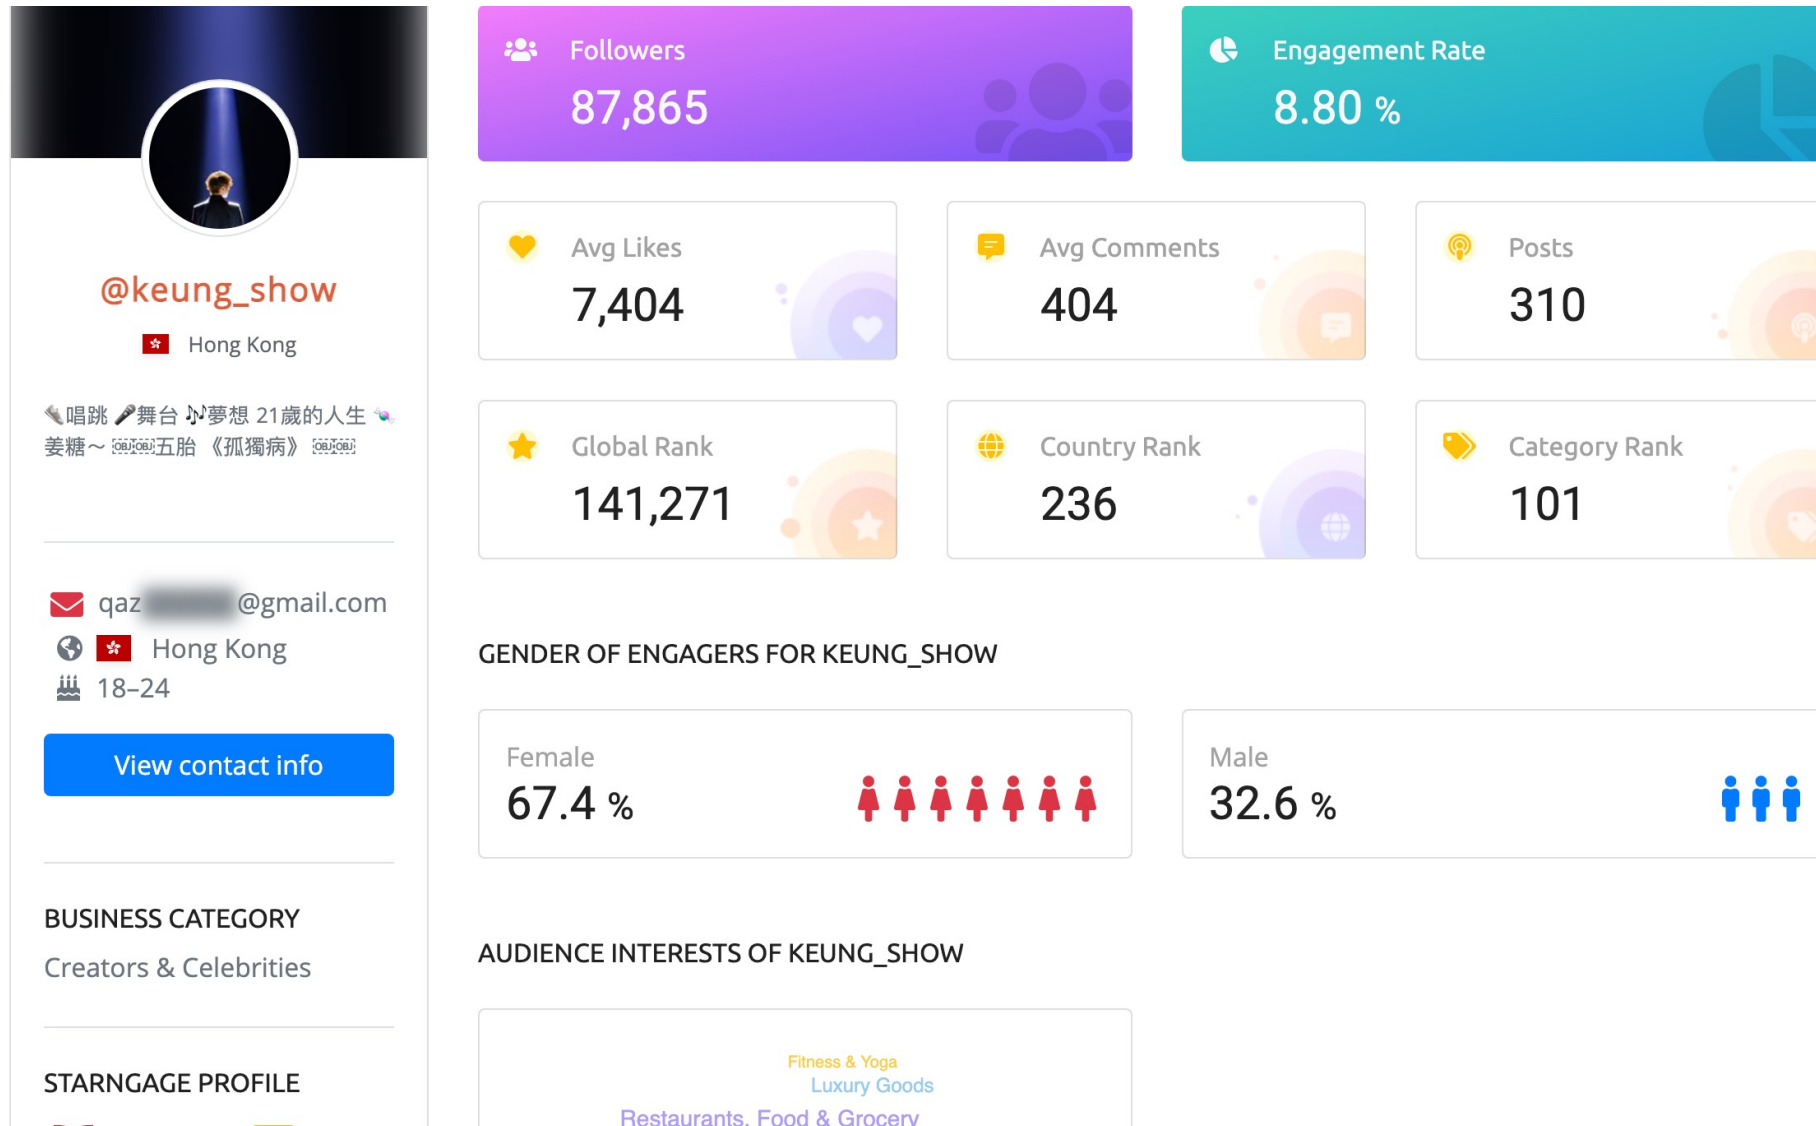 @keung_show
Hong Kong
唱跳 舞台 夢想 21歲的人生
姜糖～ 五胎 《孤獨病》
qaz @gmail.com
Hong Kong
18–24
View contact info
BUSINESS CATEGORY
Creators & Celebrities
STARNGAGE PROFILE
Followers
87,865
Engagement Rate
8.80 %
Avg Likes
7,404
Avg Comments
404
Posts
310
Global Rank
141,271
Country Rank
236
Category Rank
101
GENDER OF ENGAGERS FOR KEUNG_SHOW
Female
67.4 %
Male
32.6 %
AUDIENCE INTERESTS OF KEUNG_SHOW
Fitness & Yoga
Luxury Goods
Restaurants, Food & Grocery